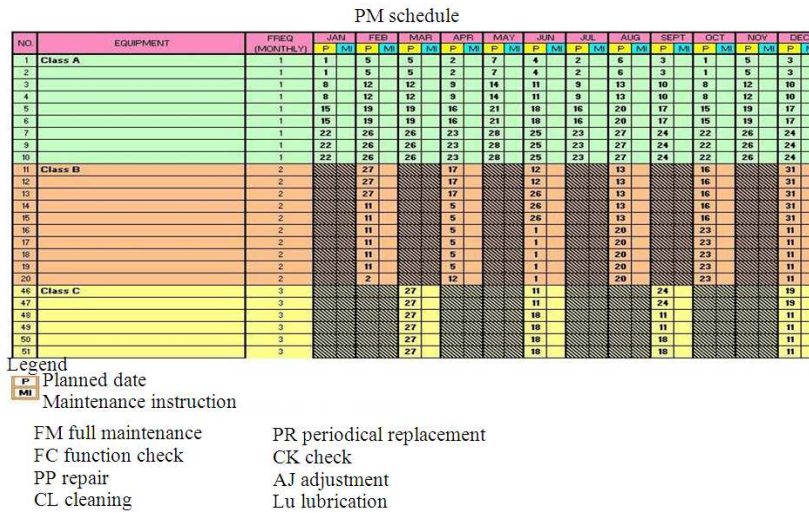 PM schedule
NO. EQUIPMENT FREQ (MONTHLY) JAN FEB MAR APR MAY JUN JUL AUG SEPT OCT NOV DEC
P MI P MI P MI P MI P MI P MI P MI P MI P MI P MI P MI P
1 Class A 1 1 5 5 2 7 4 2 6 3 1 5 3
2 1 1 5 5 2 7 4 2 6 3 1 5 3
3 1 8 12 12 9 14 11 9 13 10 8 12 10
4 1 8 12 12 9 14 11 9 13 10 8 12 10
5 1 15 19 19 16 21 18 16 20 17 15 19 17
6 1 15 19 19 16 21 18 16 20 17 15 19 17
7 1 22 26 26 23 28 25 23 27 24 22 26 24
9 1 22 26 26 23 28 25 23 27 24 22 26 24
10 1 22 26 26 23 28 25 23 27 24 22 26 24
11 Class B 2 27 17 12 13 16 31
12 2 27 17 12 13 16 31
13 2 27 17 26 13 16 31
14 2 11 5 26 13 16 31
15 2 11 5 26 13 16 31
16 2 11 5 1 20 23 11
17 2 11 5 1 20 23 11
18 2 11 5 1 20 23 11
19 2 11 5 1 20 23 11
20 2 2 12 1 20 23 11
46 Class C 3 27 11 24 19
47 3 27 11 24 19
48 3 27 18 11 11
49 3 27 18 11 11
50 3 27 18 18 11
51 3 27 18 18 11
Legend
P Planned date
MI Maintenance instruction
FM full maintenance PR periodical replacement
FC function check CK check
PP repair AJ adjustment
CL cleaning Lu lubrication